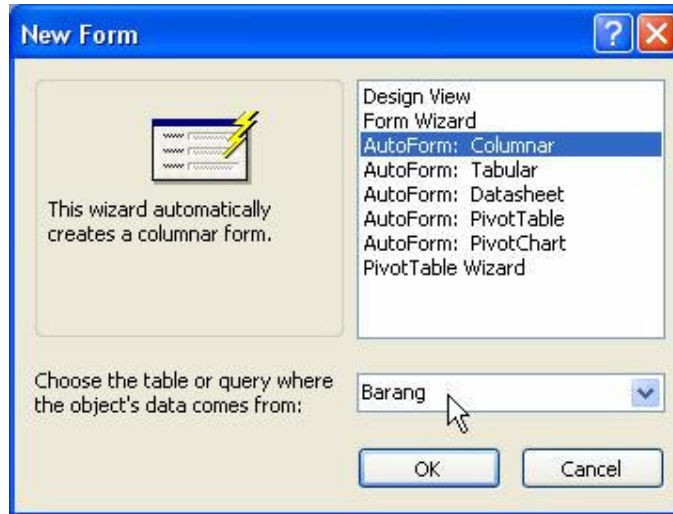 New Form
Design View
Form Wizard
AutoForm: Columnar
AutoForm: Tabular
AutoForm: Datasheet
AutoForm: PivotTable
AutoForm: PivotChart
PivotTable Wizard
This wizard automatically
creates a columnar form.
Choose the table or query where
the object's data comes from:
Barang
OK
Cancel